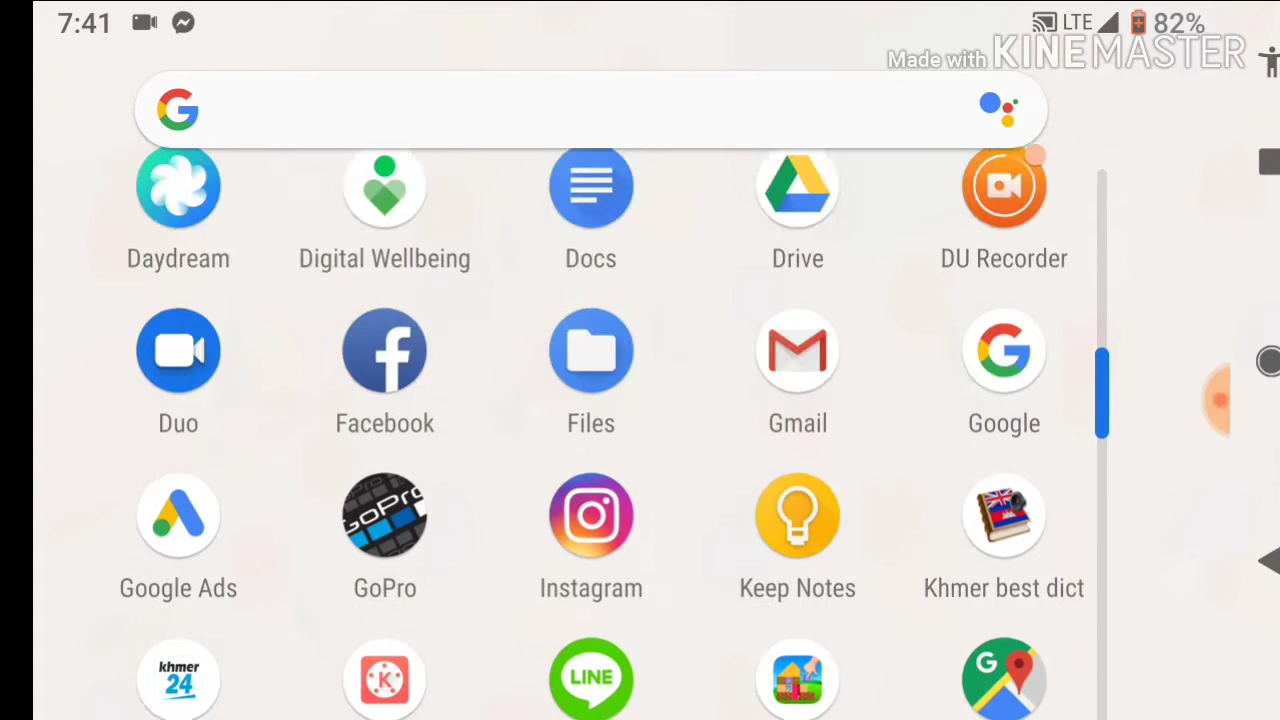 7:41 LTE 82%
Made with KINEMASTER
Daydream Digital Wellbeing Docs Drive DU Recorder
Duo Facebook Files Gmail Google
GoPro
Google Ads GoPro Instagram Keep Notes Khmer best dict
khmer
24
LINE